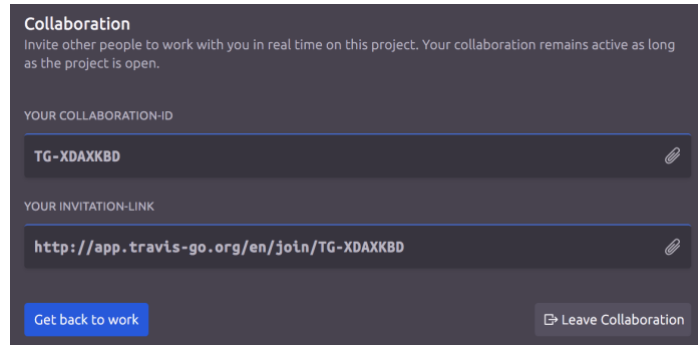 Collaboration
Invite other people to work with you in real time on this project. Your collaboration remains active as long
as the project is open.
YOUR COLLABORATION-ID
TG-XDAXKBD
YOUR INVITATION-LINK
http://app.travis-go.org/en/join/TG-XDAXKBD
Get back to work
Leave Collaboration